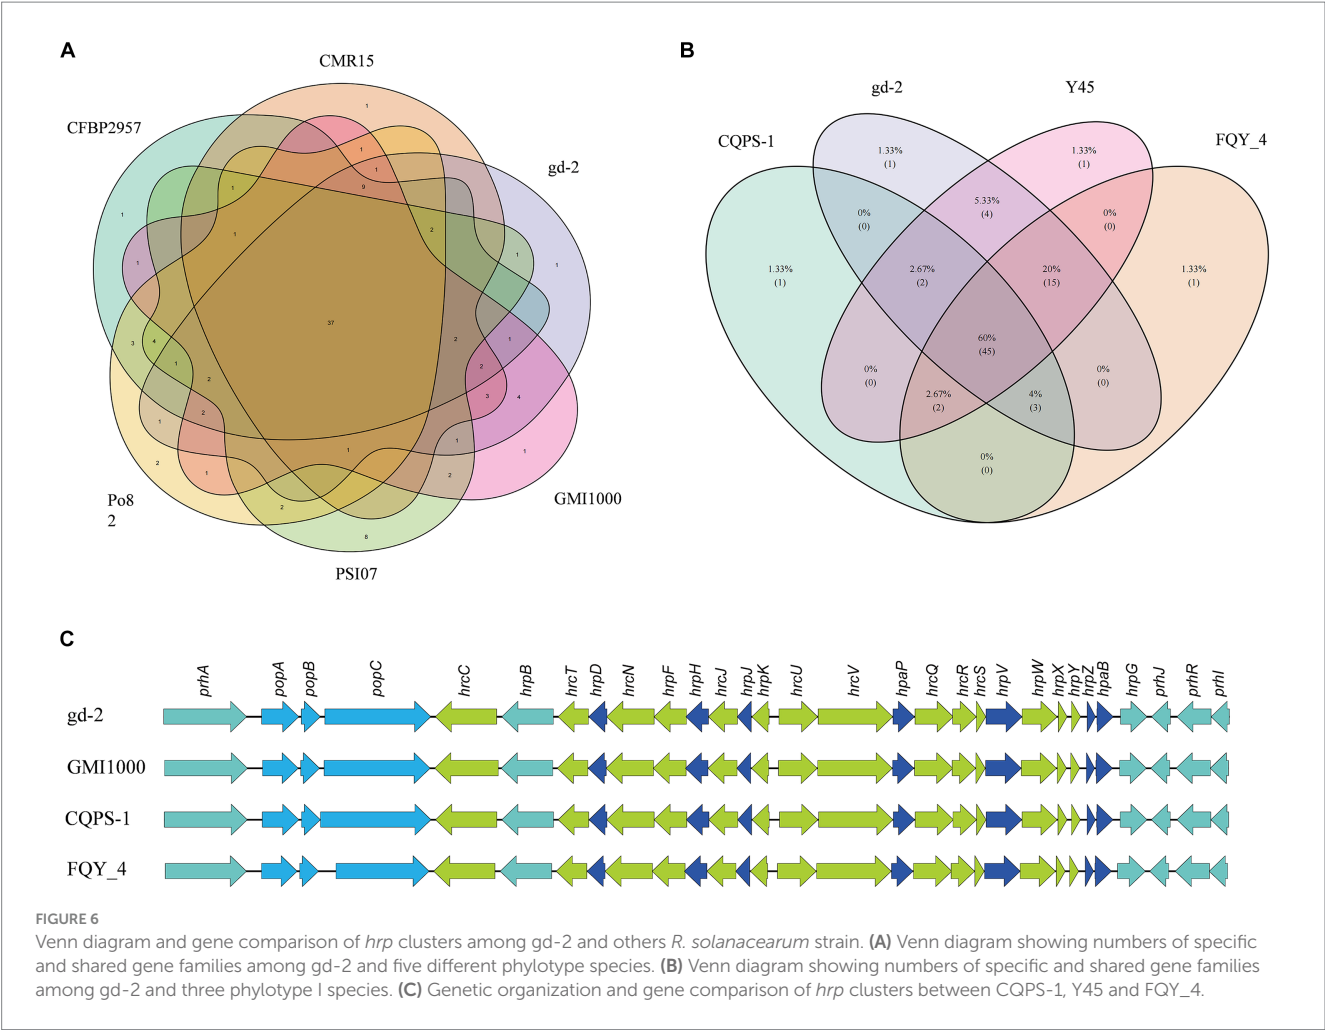 A
CMR15
CFBP2957
gd-2
1
1
1
1
9
1
1
2
1
1
1
37
3
4
1
2
2
1
2
1
2
1
2
3
4
1
1
2
1
2
8
Po8
2
GMI1000
PSI07
B
gd-2
Y45
CQPS-1
FQY_4
1.33%
(1)
1.33%
(1)
5.33%
(4)
0%
(0)
0%
(0)
1.33%
(1)
2.67%
(2)
20%
(15)
1.33%
(1)
60%
(45)
0%
(0)
0%
(0)
2.67%
(2)
4%
(3)
0%
(0)
C
prhA popA popB popC hrcC hrpB hrcT hrpD hrcN hrpF hrpH hrcJ hrpJ hrpK hrcU hrcV hpaP hrcQ hrcR hrcS hrpV hrpW hrpX hrpY hrpZ hpaB hrpG prhJ prhR prhI
gd-2
GMI1000
CQPS-1
FQY_4
FIGURE 6
Venn diagram and gene comparison of hrp clusters among gd-2 and others R. solanacearum strain. (A) Venn diagram showing numbers of specific
and shared gene families among gd-2 and five different phylotype species. (B) Venn diagram showing numbers of specific and shared gene families
among gd-2 and three phylotype I species. (C) Genetic organization and gene comparison of hrp clusters between CQPS-1, Y45 and FQY_4.